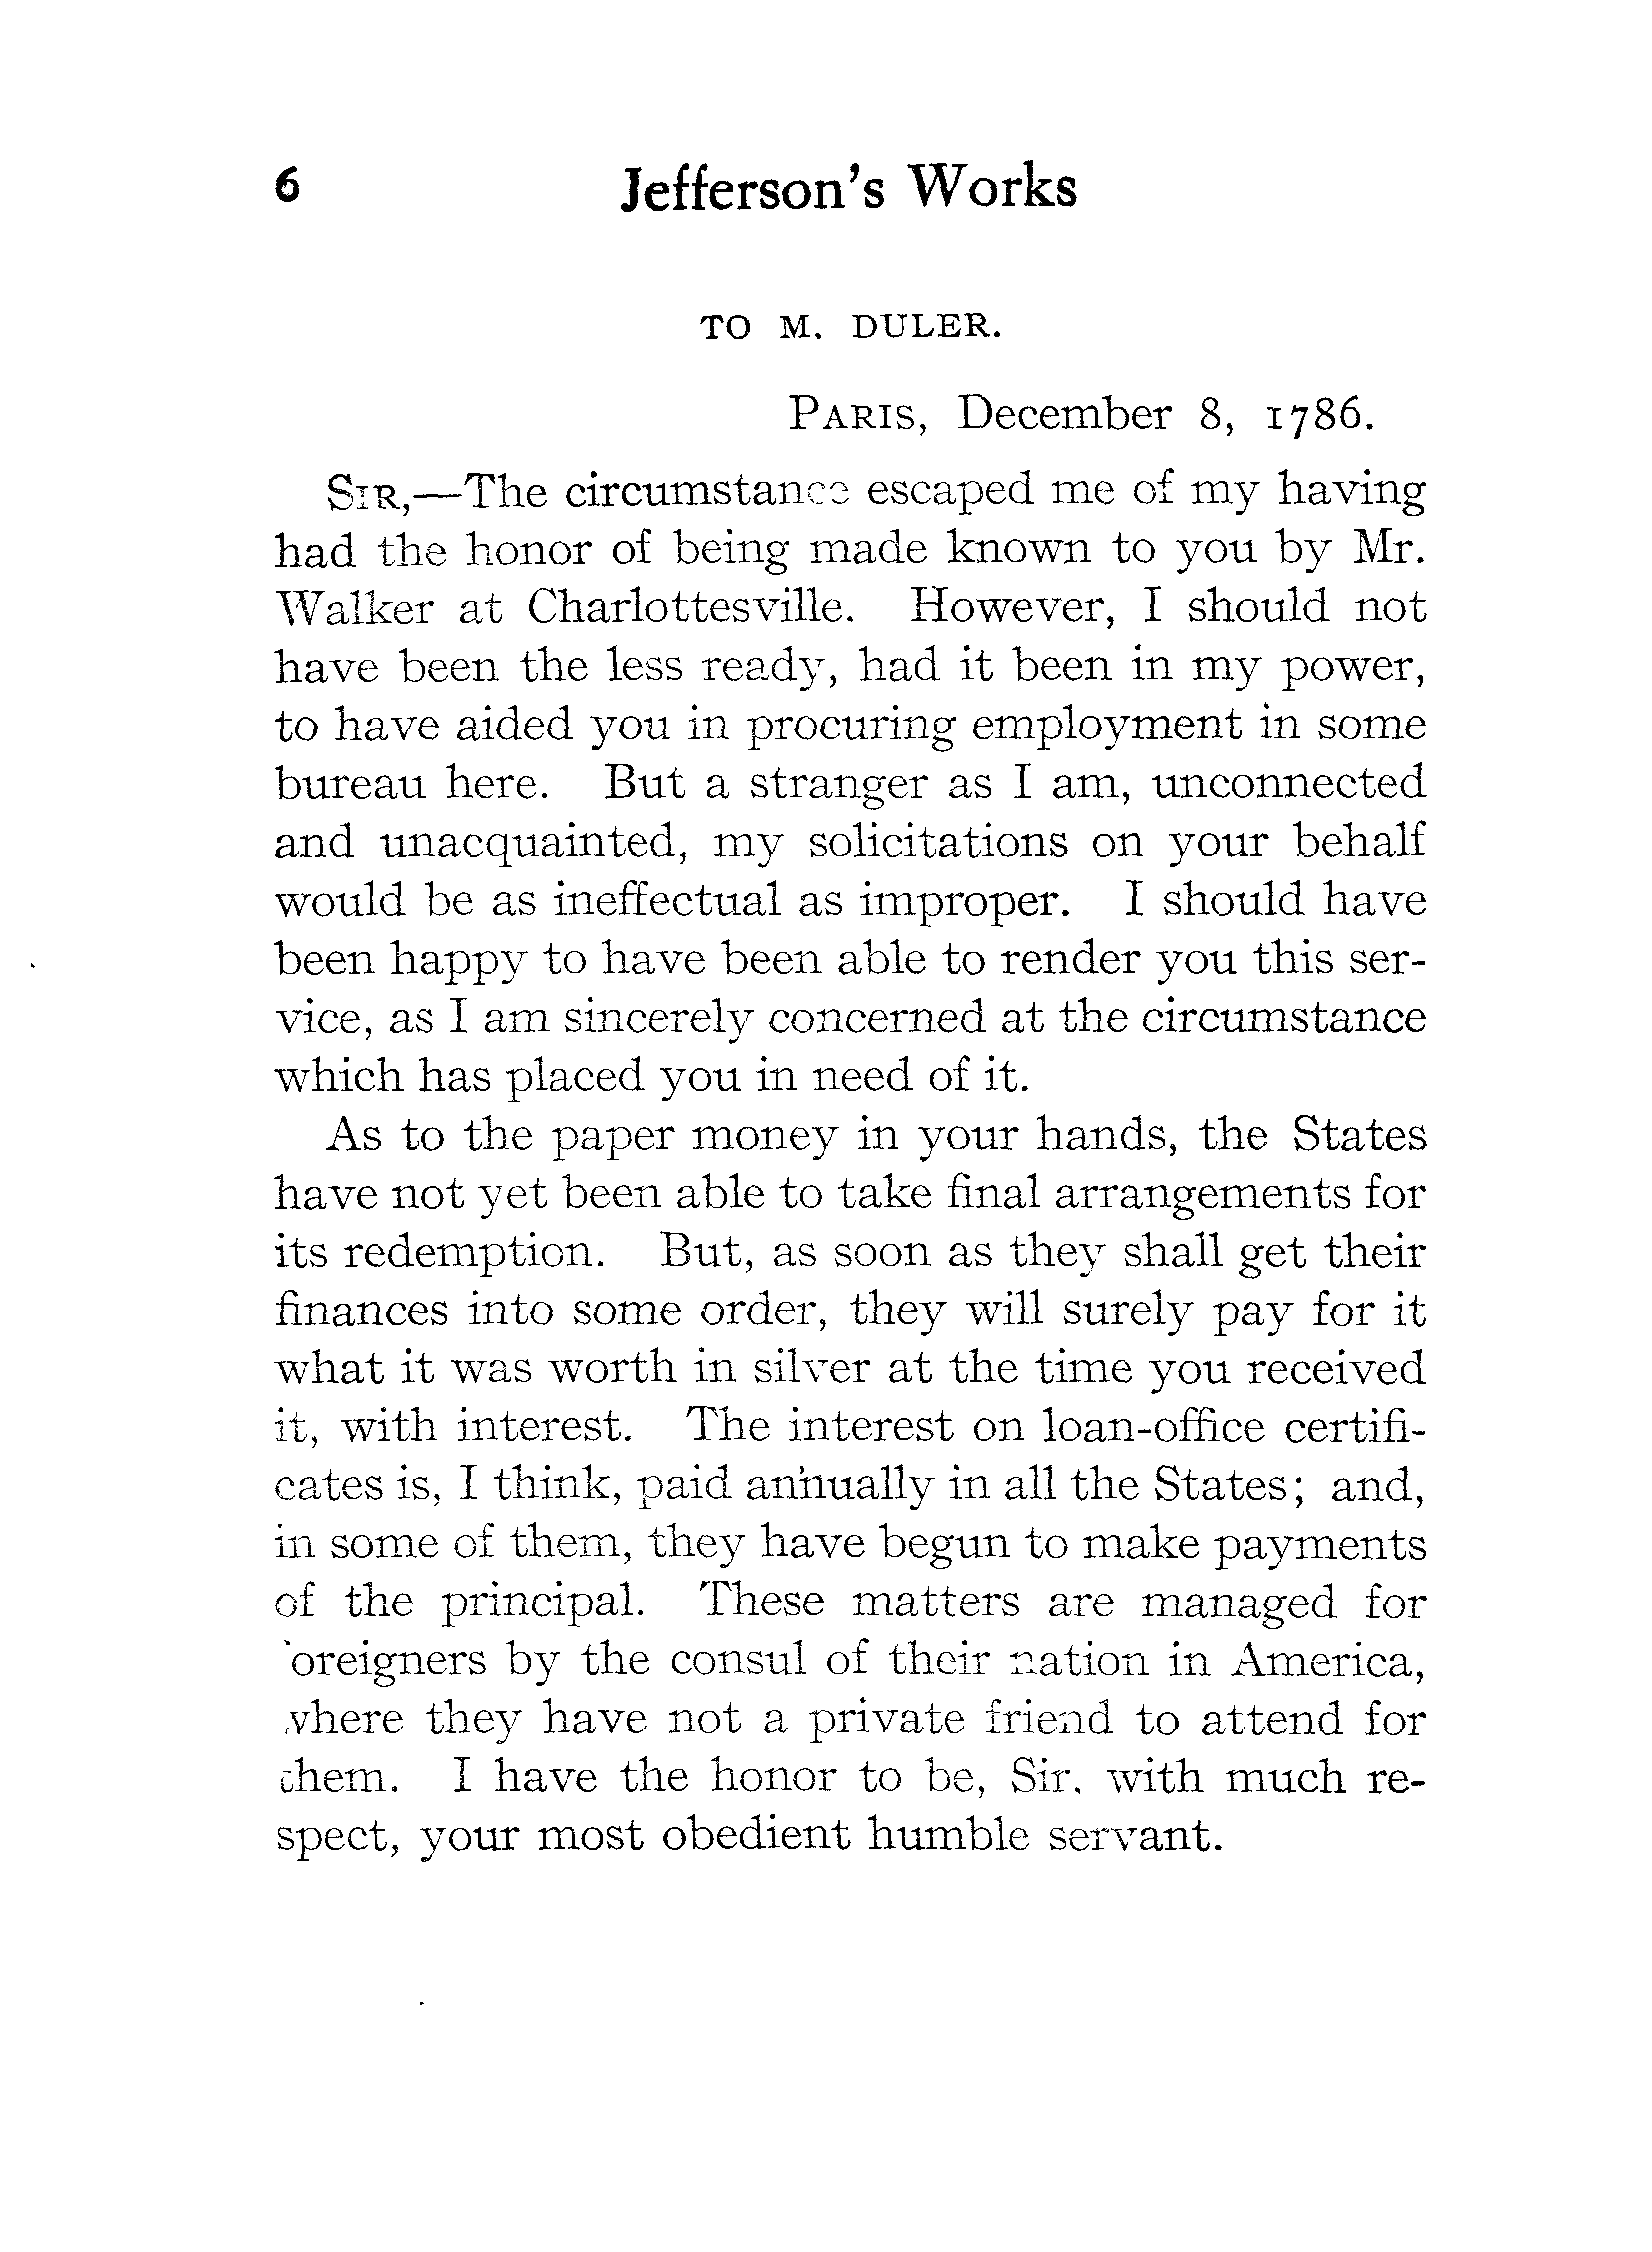 6 Jefferson's Works
TO M. DULER.
PARIS, December 8, 1786.
SIR,—The circumstance escaped me of my having
had the honor of being made known to you by Mr.
Walker at Charlottesville. However, I should not
have been the less ready, had it been in my power,
to have aided you in procuring employment in some
bureau here. But a stranger as I am, unconnected
and unacquainted, my solicitations on your behalf
would be as ineffectual as improper. I should have
been happy to have been able to render you this ser-
vice, as I am sincerely concerned at the circumstance
which has placed you in need of it.
As to the paper money in your hands, the States
have not yet been able to take final arrangements for
its redemption. But, as soon as they shall get their
finances into some order, they will surely pay for it
what it was worth in silver at the time you received
it, with interest. The interest on loan-office certifi-
cates is, I think, paid annually in all the States; and,
in some of them, they have begun to make payments
of the principal. These matters are managed for
foreigners by the consul of their nation in America,
where they have not a private friend to attend for
them. I have the honor to be, Sir, with much re-
spect, your most obedient humble servant.